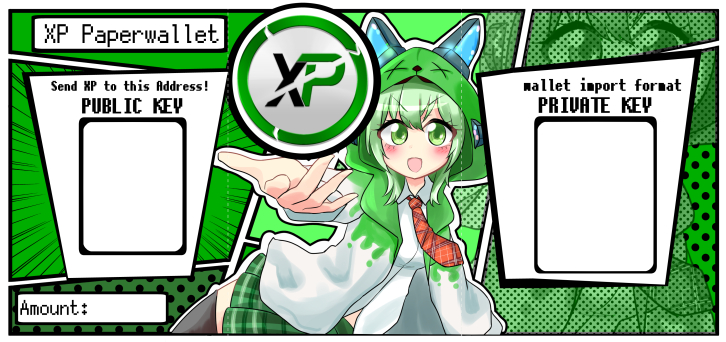 XP Paperwallet
XP
Send XP to this Address!
PUBLIC KEY
wallet import format
PRIVATE KEY
Amount: